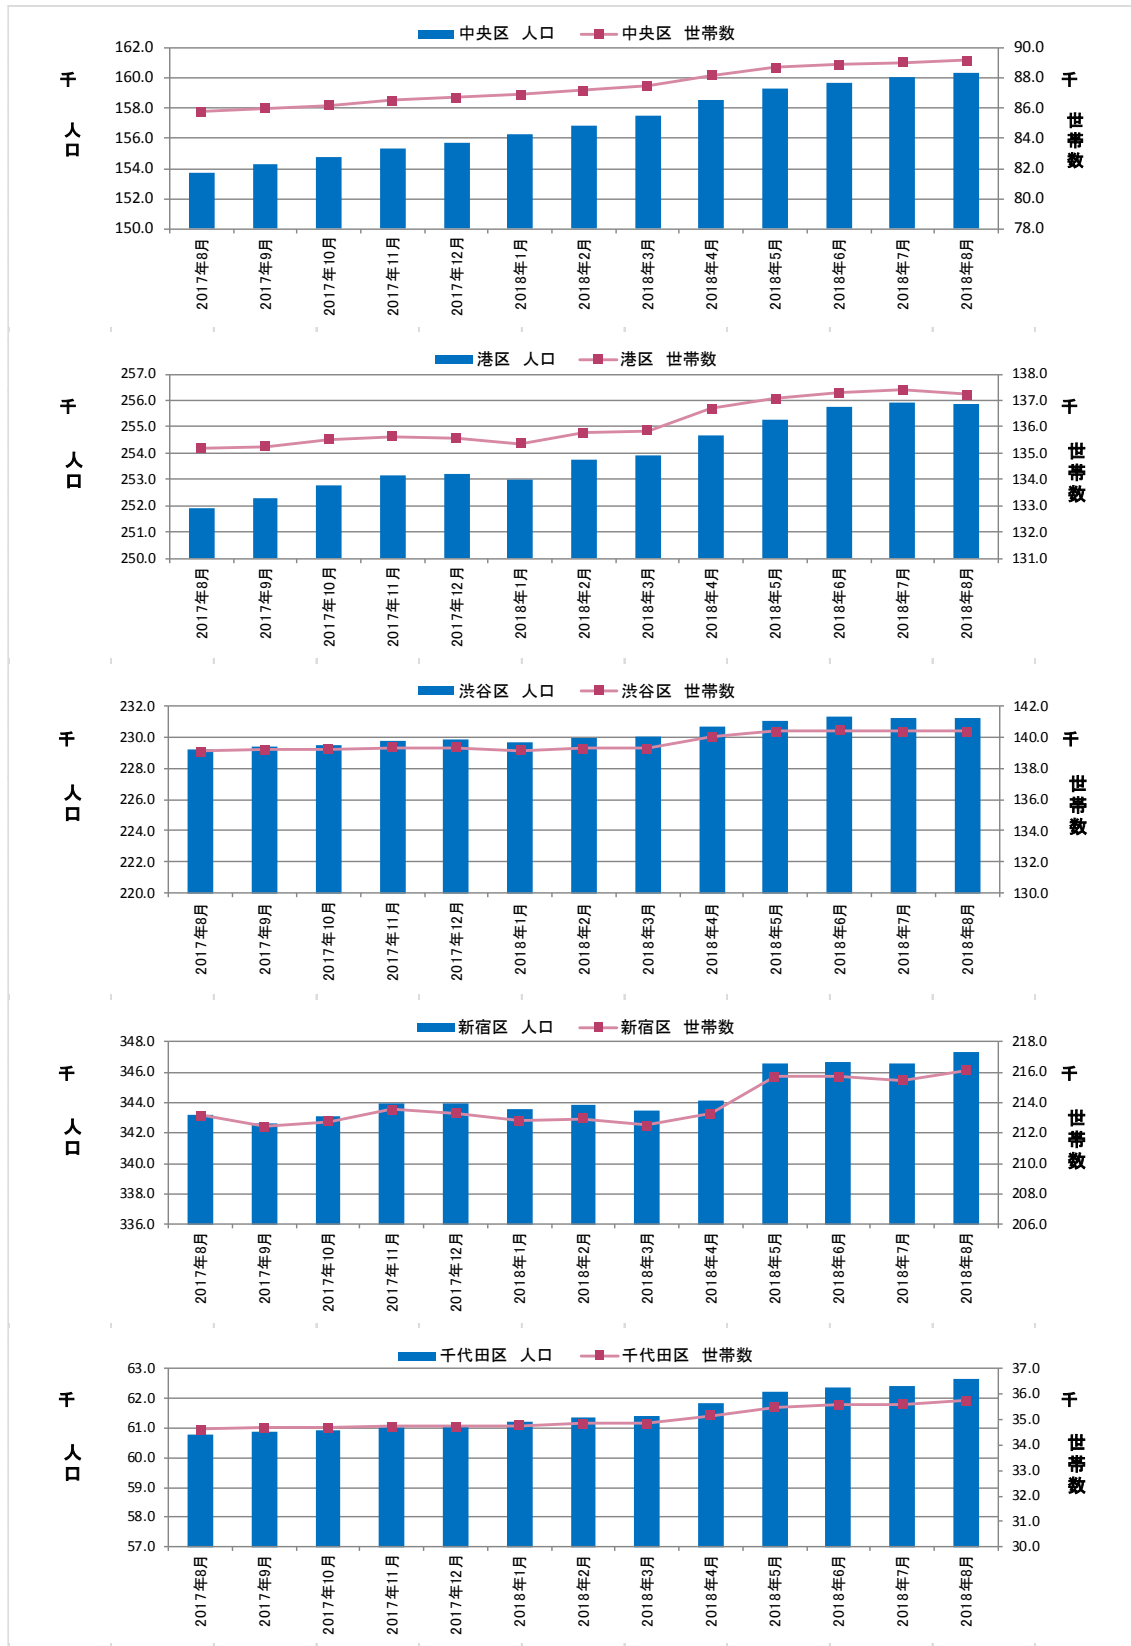 中央区 人口 中央区 世帯数
千 人口
162.0
160.0
158.0
156.0
154.0
152.0
150.0
90.0
88.0
86.0
84.0
82.0
80.0
78.0
千 世帯数
2017年8月
2017年9月
2017年10月
2017年11月
2017年12月
2018年1月
2018年2月
2018年3月
2018年4月
2018年5月
2018年6月
2018年7月
2018年8月
港区 人口 港区 世帯数
千 人口
257.0
256.0
255.0
254.0
253.0
252.0
251.0
250.0
138.0
137.0
136.0
135.0
134.0
133.0
132.0
131.0
千 世帯数
2017年8月
2017年9月
2017年10月
2017年11月
2017年12月
2018年1月
2018年2月
2018年3月
2018年4月
2018年5月
2018年6月
2018年7月
2018年8月
渋谷区 人口 渋谷区 世帯数
千 人口
232.0
230.0
228.0
226.0
224.0
222.0
220.0
142.0
140.0
138.0
136.0
134.0
132.0
130.0
千 世帯数
2017年8月
2017年9月
2017年10月
2017年11月
2017年12月
2018年1月
2018年2月
2018年3月
2018年4月
2018年5月
2018年6月
2018年7月
2018年8月
新宿区 人口 新宿区 世帯数
千 人口
348.0
346.0
344.0
342.0
340.0
338.0
336.0
218.0
216.0
214.0
212.0
210.0
208.0
206.0
千 世帯数
2017年8月
2017年9月
2017年10月
2017年11月
2017年12月
2018年1月
2018年2月
2018年3月
2018年4月
2018年5月
2018年6月
2018年7月
2018年8月
千代田区 人口 千代田区 世帯数
千 人口
63.0
62.0
61.0
60.0
59.0
58.0
57.0
37.0
36.0
35.0
34.0
33.0
32.0
31.0
30.0
千 世帯数
2017年8月
2017年9月
2017年10月
2017年11月
2017年12月
2018年1月
2018年2月
2018年3月
2018年4月
2018年5月
2018年6月
2018年7月
2018年8月